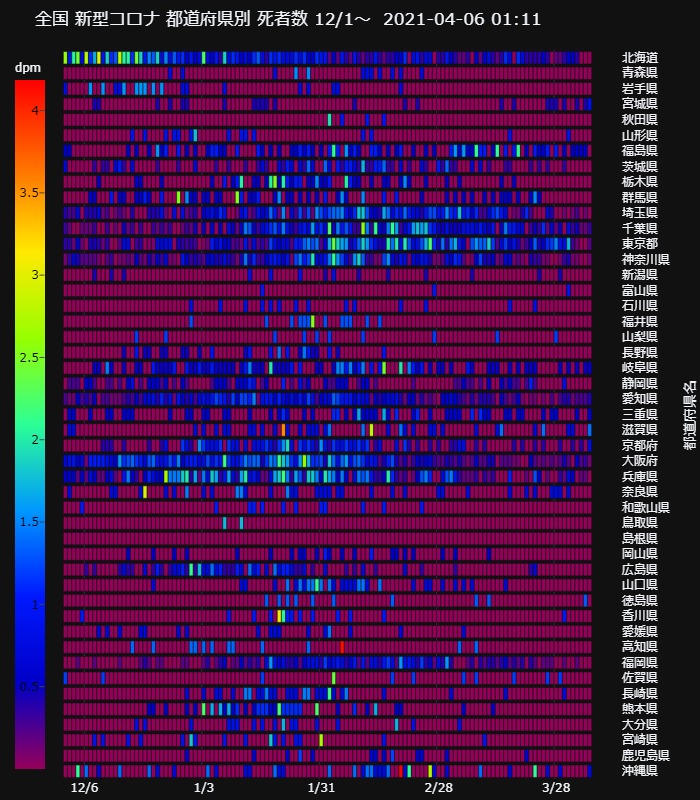 全国 新型コロナ 都道府県別 死者数 12/1～ 2021-04-06 01:11
dpm
4
3.5
3
2.5
2
1.5
1
0.5
北海道
青森県
岩手県
宮城県
秋田県
山形県
福島県
茨城県
栃木県
群馬県
埼玉県
千葉県
東京都
神奈川県
新潟県
富山県
石川県
福井県
山梨県
長野県
岐阜県
静岡県
愛知県
三重県
滋賀県
京都府
大阪府
兵庫県
奈良県
和歌山県
鳥取県
島根県
岡山県
広島県
山口県
徳島県
香川県
愛媛県
高知県
福岡県
佐賀県
長崎県
熊本県
大分県
宮崎県
鹿児島県
沖縄県
都道府県名
12/6 1/3 1/31 2/28 3/28